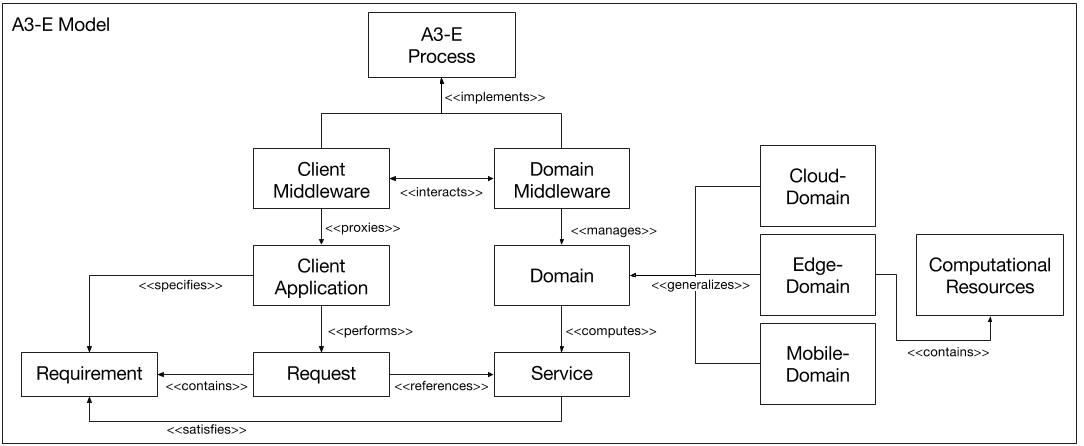 A3-E Model
A3-E
Process
<<implements>>
Client
Middleware
<<interacts>>
Domain
Middleware
Cloud-
Domain
<<proxies>>
<<manages>>
Client
Application
Domain
Edge-
Domain
Computational
Resources
<<specifies>>
<<generalizes>>
<<performs>>
<<computes>>
<<contains>>
Requirement
<<contains>>
Request
<<references>>
Service
Mobile-
Domain
<<satisfies>>